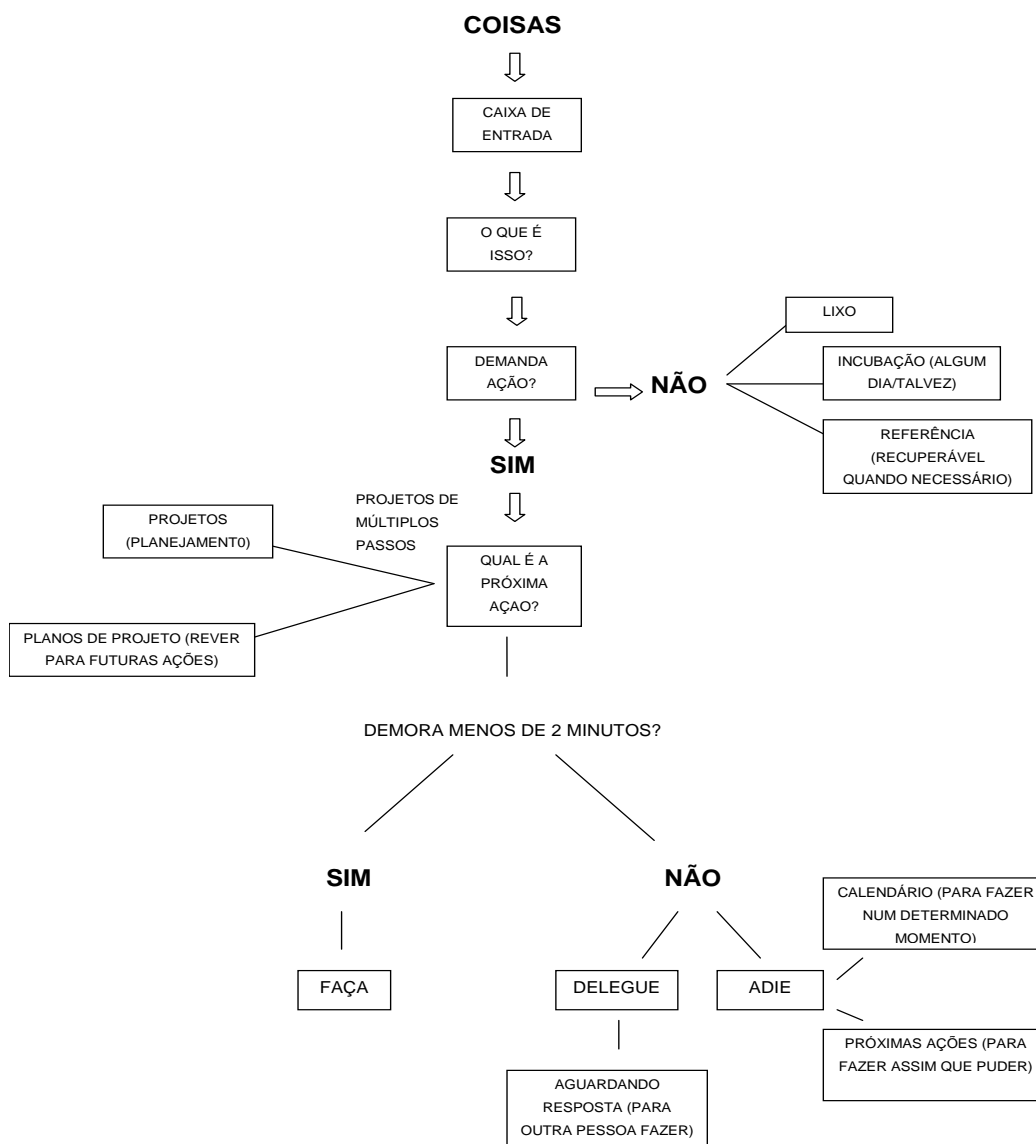 COISAS
CAIXA DE
ENTRADA
O QUE É
ISSO?
DEMANDA
AÇÃO?
NÃO
LIXO
INCUBAÇÃO (ALGUM
DIA/TALVEZ)
REFERÊNCIA
(RECUPERÁVEL
QUANDO NECESSÁRIO)
SIM
PROJETOS DE
MÚLTIPLOS
PASSOS
PROJETOS
(PLANEJAMENT0)
PLANOS DE PROJETO (REVER
PARA FUTURAS AÇÕES)
QUAL É A
PRÓXIMA
AÇAO?
DEMORA MENOS DE 2 MINUTOS?
SIM
FAÇA
NÃO
DELEGUE
AGUARDANDO
RESPOSTA (PARA
OUTRA PESSOA FAZER)
ADIE
CALENDÁRIO (PARA FAZER
NUM DETERMINADO
MOMENTO)
PRÓXIMAS AÇÕES (PARA
FAZER ASSIM QUE PUDER)